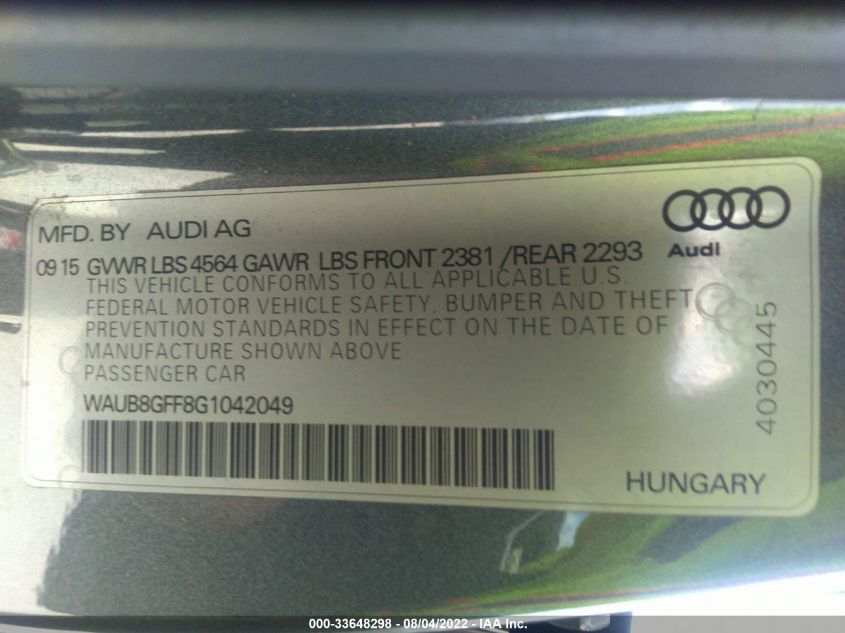 MFD. BY AUDI AG
Audi
09 15 GVWR LBS 4564 GAWR LBS FRONT 2381 /REAR 2293
THIS VEHICLE CONFORMS TO ALL APPLICABLE U.S.
FEDERAL MOTOR VEHICLE SAFETY, BUMPER AND THEFT
PREVENTION STANDARDS IN EFFECT ON THE DATE OF
MANUFACTURE SHOWN ABOVE
PASSENGER CAR
WAUB8GFF8G1042049
4030445
HUNGARY
000-33648298 - 08/04/2022 - IAA Inc.